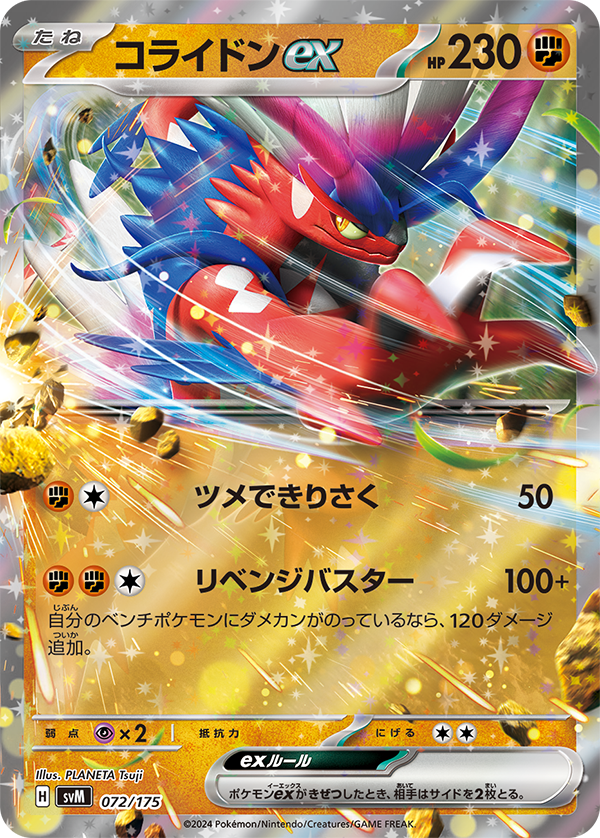 たね
コライドンex
HP 230
ツメできりさく 50
リベンジバスター 100+
自分のベンチポケモンにダメカンがのっているなら、120ダメージ
追加。
弱点 ×2 抵抗力 にげる
exルール
ポケモンexがきぜつしたとき、相手はサイドを2枚とる。
Illus. PLANETA Tsuji
H svM 072/175
©2024 Pokémon/Nintendo/Creatures/GAME FREAK.